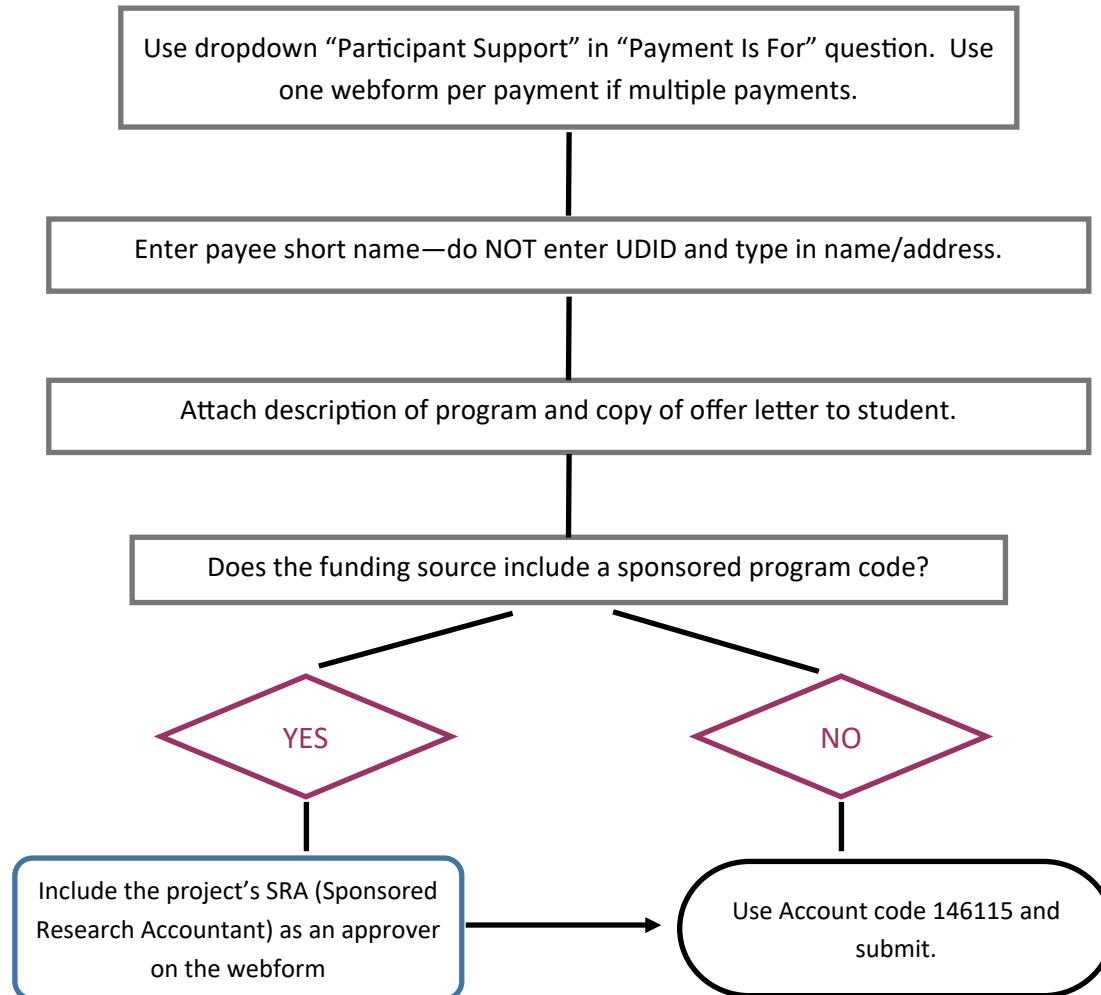 Use dropdown “Participant Support” in “Payment Is For” question.  Use
one webform per payment if multiple payments.
Enter payee short name—do NOT enter UDID and type in name/address.
Attach description of program and copy of offer letter to student.
Does the funding source include a sponsored program code?
YES
NO
Include the project’s SRA (Sponsored
Research Accountant) as an approver
on the webform
Use Account code 146115 and
submit.